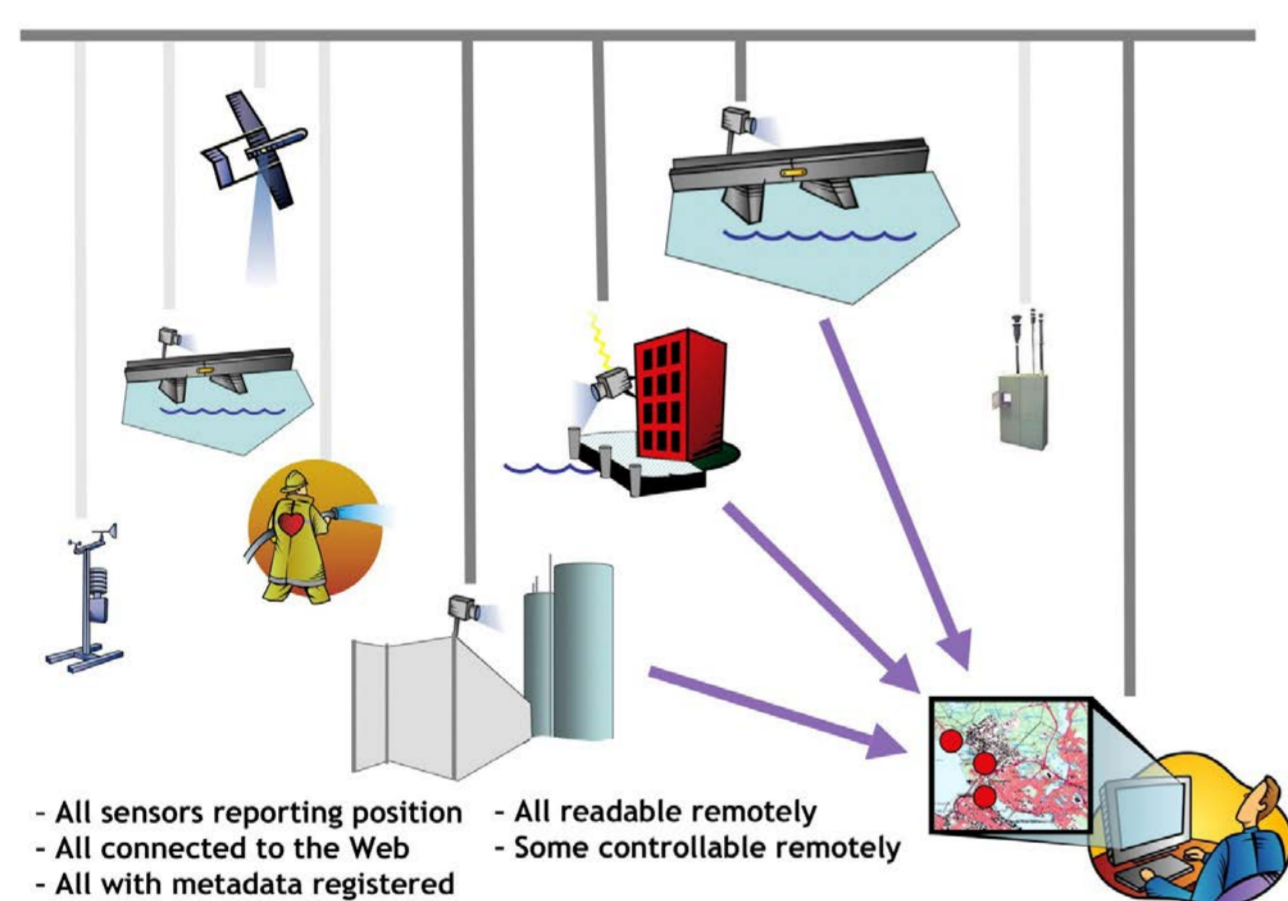 - All sensors reporting position
- All connected to the Web
- All with metadata registered
- All readable remotely
- Some controllable remotely